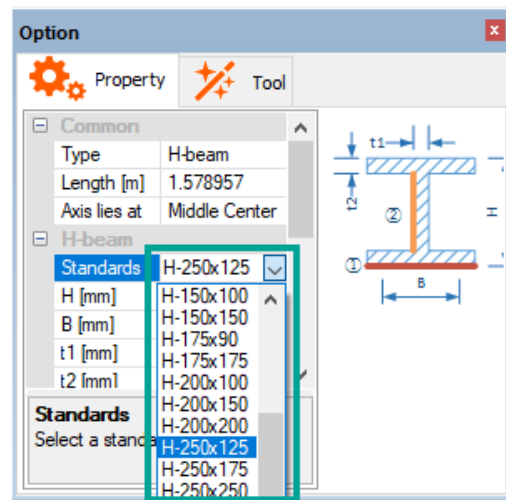 Option
Property
Tool
Common
Type H-beam
Length [m] 1.578957
Axis lies at Middle Center
H-beam
Standards H-250x125
H [mm]
B [mm]
t1 [mm]
t2 [mm]
H-150x100
H-150x150
H-175x90
H-175x175
H-200x100
H-200x150
H-200x200
H-250x125
H-250x175
H-250x250
Standards
Select a standa
t1
t2
②
①
H
B